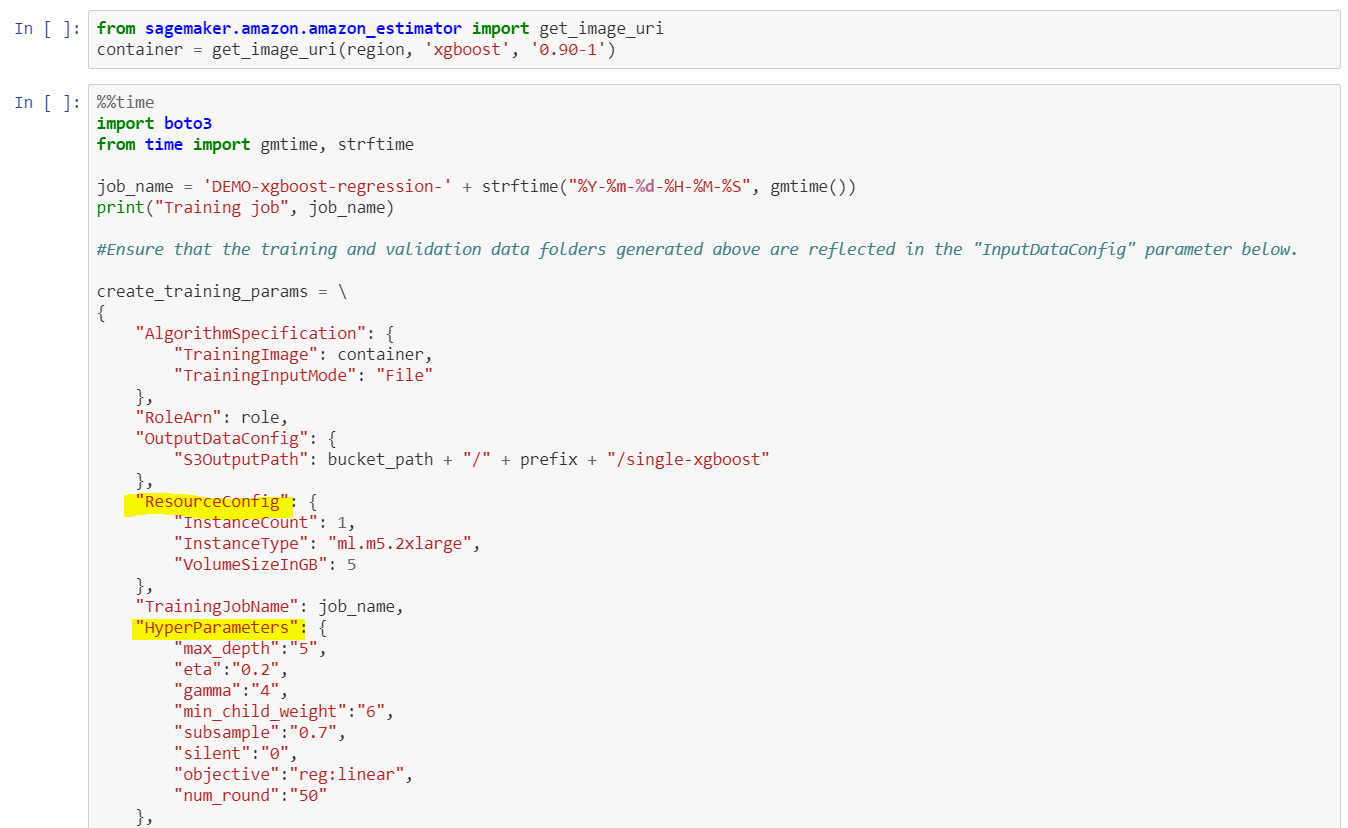 In [ ]: from sagemaker.amazon.amazon_estimator import get_image_uri
container = get_image_uri(region, 'xgboost', '0.90-1')
In [ ]: %%time
import boto3
from time import gmtime, strftime
job_name = 'DEMO-xgboost-regression-' + strftime("%Y-%m-%d-%H-%M-%S", gmtime())
print("Training job", job_name)
#Ensure that the training and validation data folders generated above are reflected in the "InputDataConfig" parameter below.
create_training_params = \
{
    "AlgorithmSpecification": {
        "TrainingImage": container,
        "TrainingInputMode": "File"
    },
    "RoleArn": role,
    "OutputDataConfig": {
        "S3OutputPath": bucket_path + "/" + prefix + "/single-xgboost"
    },
    "ResourceConfig": {
        "InstanceCount": 1,
        "InstanceType": "ml.m5.2xlarge",
        "VolumeSizeInGB": 5
    },
    "TrainingJobName": job_name,
    "HyperParameters": {
        "max_depth":"5",
        "eta":"0.2",
        "gamma":"4",
        "min_child_weight":"6",
        "subsample":"0.7",
        "silent":"0",
        "objective":"reg:linear",
        "num_round":"50"
    },